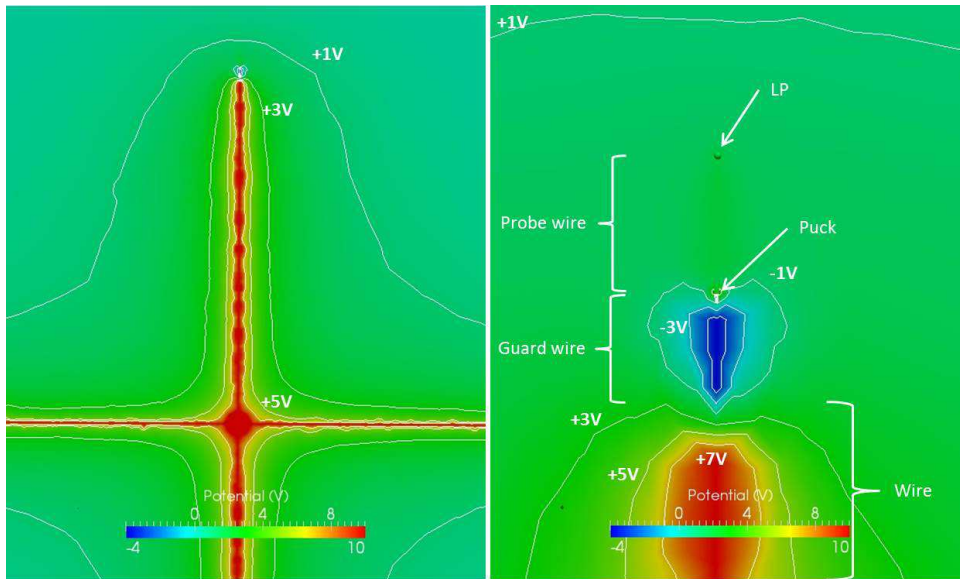 +1V
+3V
+5V
Potential (V)
0
4
8
-4
10
+1V
LP
Probe wire
Puck
-1V
-3V
Guard wire
+3V
+7V
+5V
Wire
Potential (V)
0
4
8
-4
10